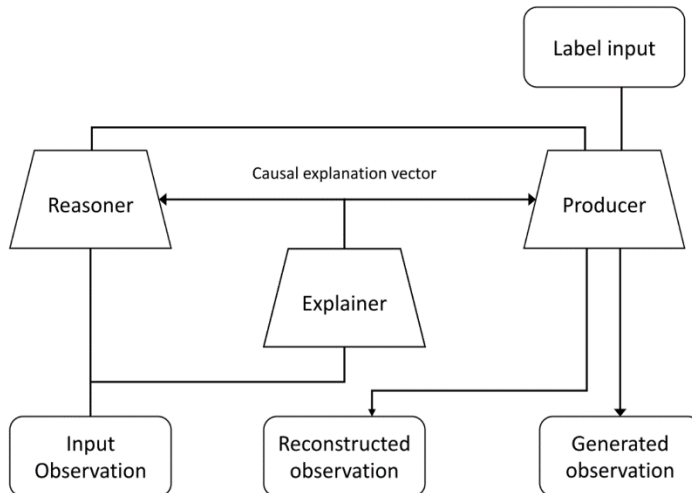 Label input
Causal explanation vector
Reasoner
Producer
Explainer
Input
Observation
Reconstructed
observation
Generated
observation